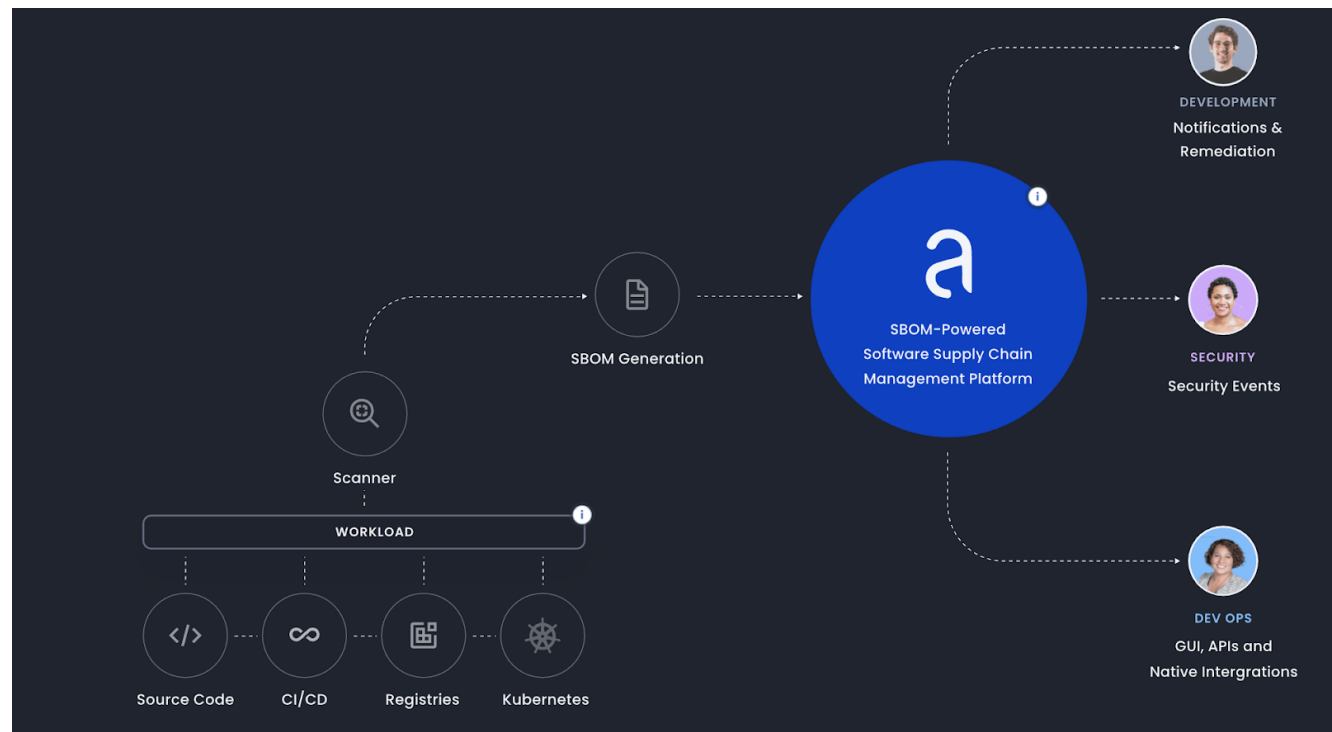 DEVELOPMENT
Notifications &
Remediation
SBOM-Powered
Software Supply Chain
Management Platform
SECURITY
Security Events
SBOM Generation
Scanner
WORKLOAD
DEV OPS
GUI, APIs and
Native Intergrations
Source Code
CI/CD
Registries
Kubernetes